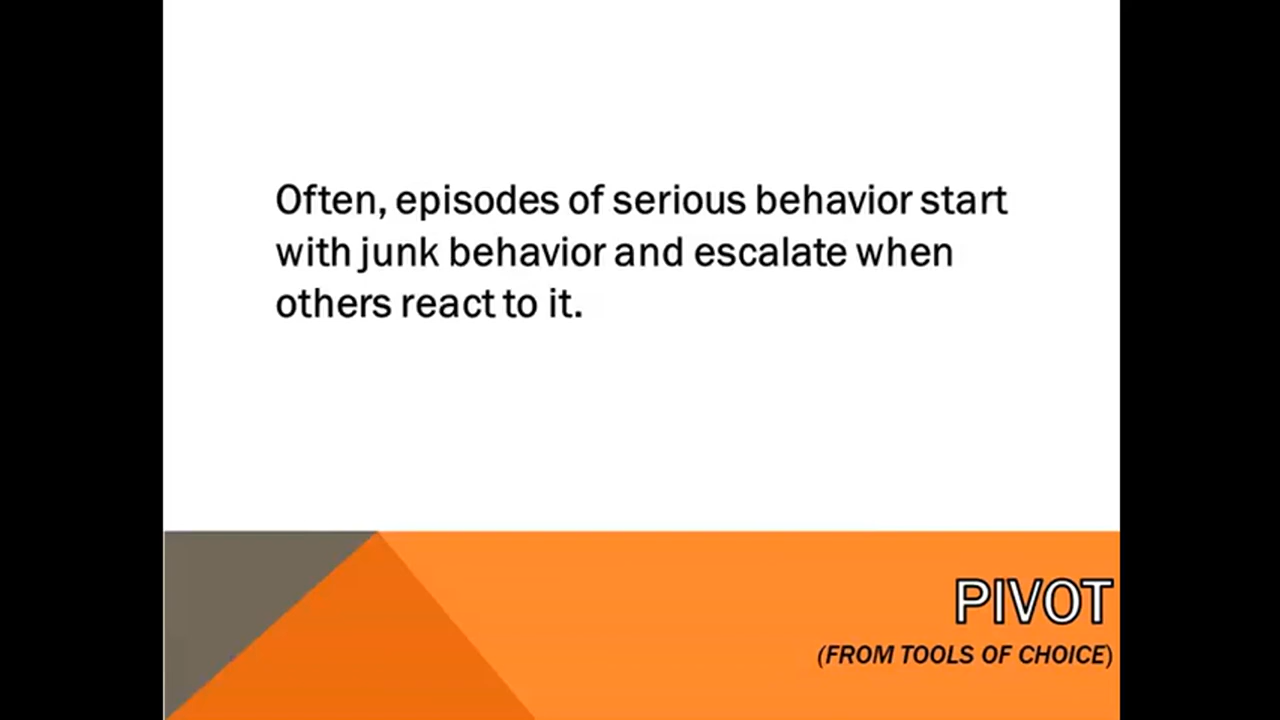 Often, episodes of serious behavior start
with junk behavior and escalate when
others react to it.
PIVOT
(FROM TOOLS OF CHOICE)